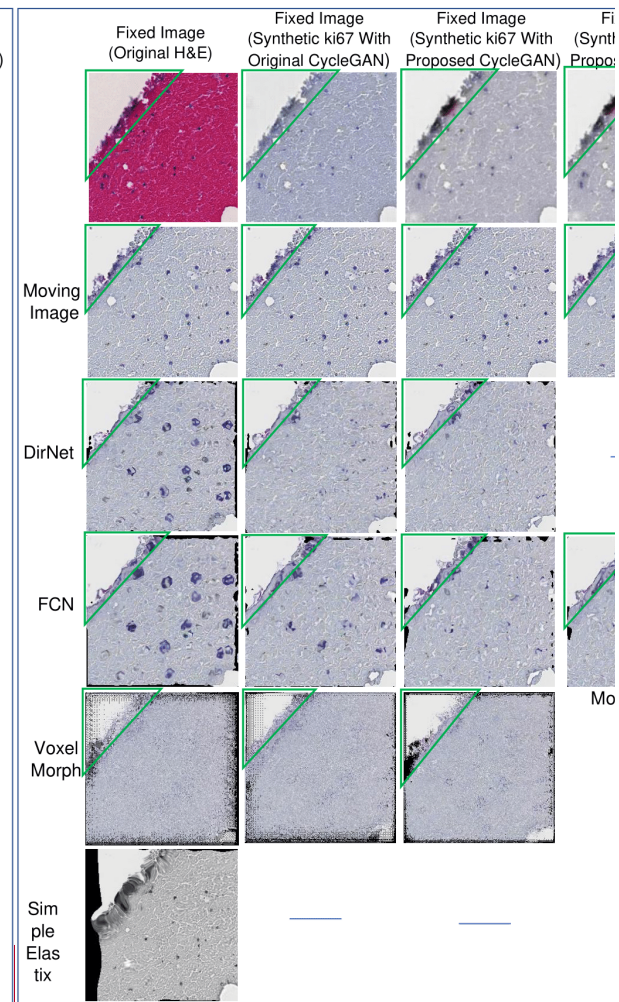 Fixed Image
(Original H&E)
Fixed Image
(Synthetic ki67 With
Original CycleGAN)
Fixed Image
(Synthetic ki67 With
Proposed CycleGAN)
Moving
Image
DirNet
FCN
Voxel
Morph
Sim
ple
Elas
tix